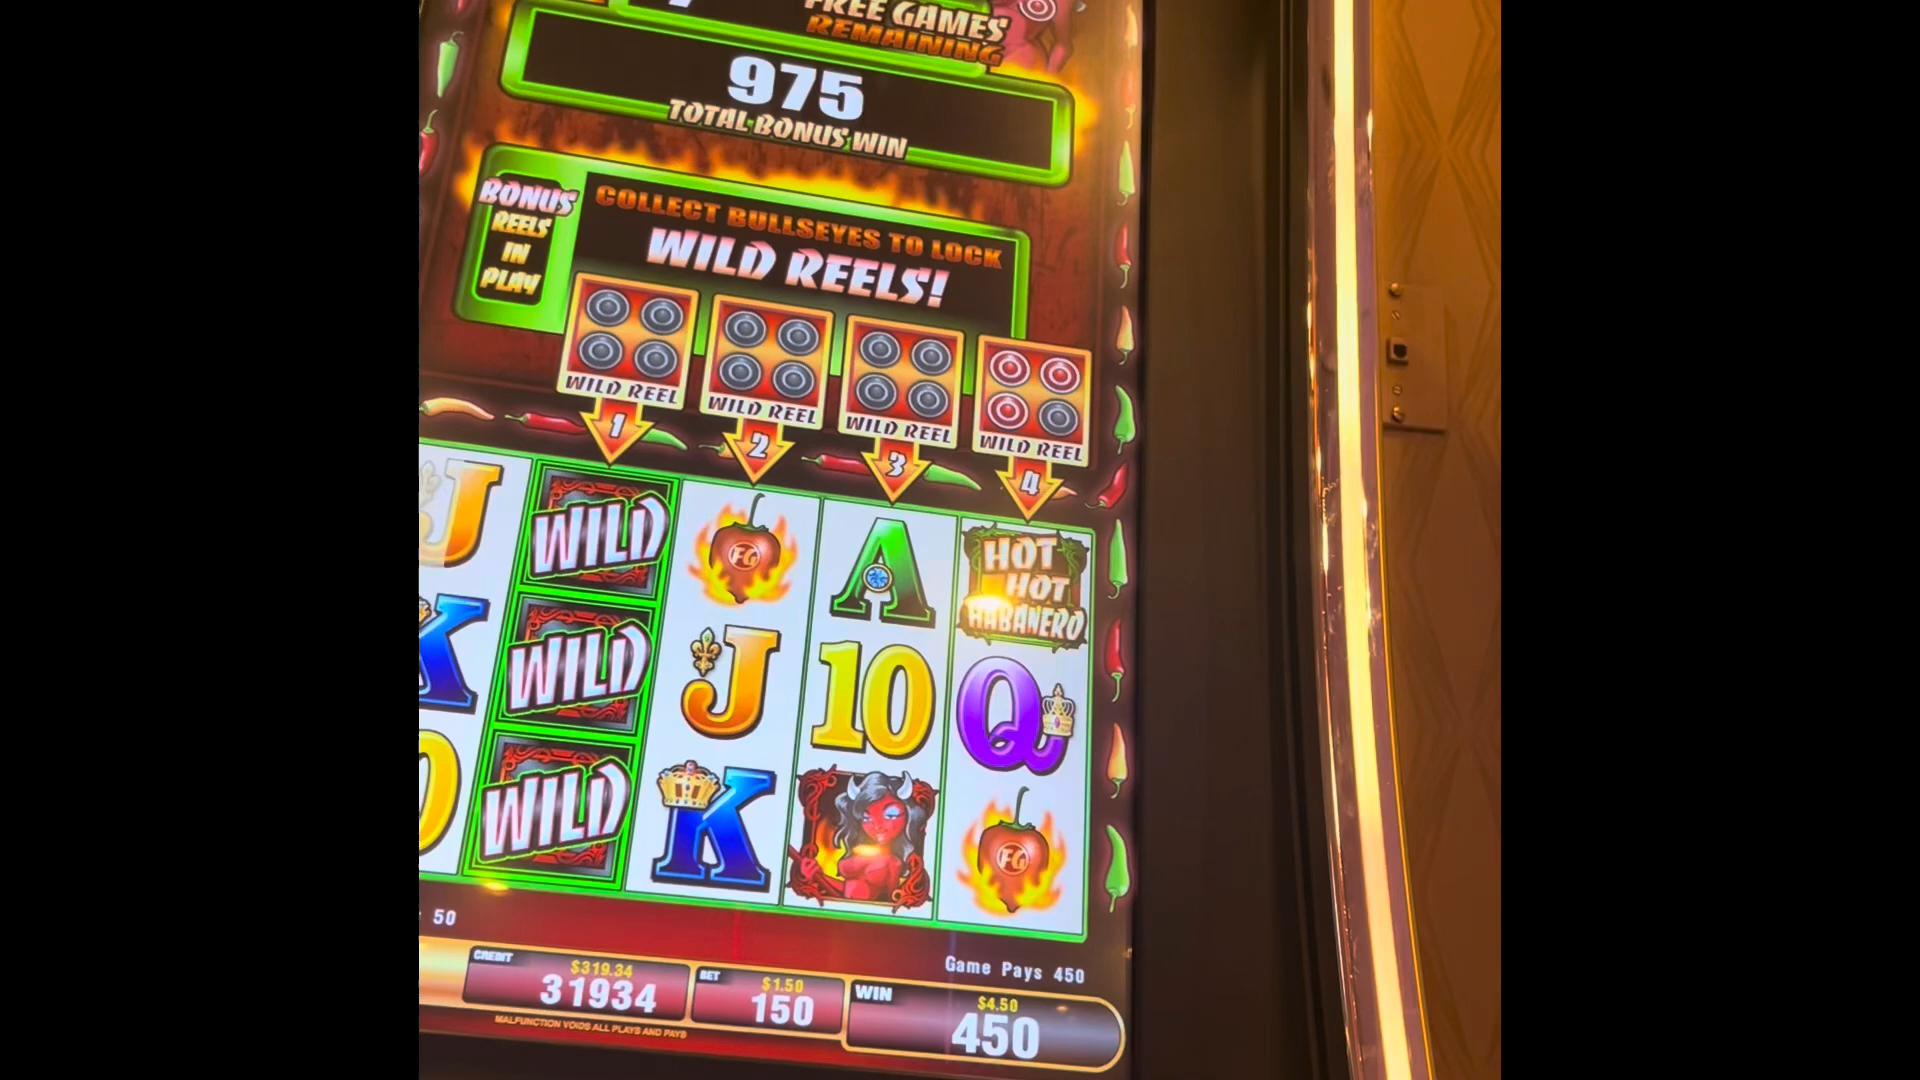 FREE GAMES
REMAINING
975
TOTAL BONUS WIN
BONUS
REELS
IN
PLAY
COLLECT BULLSEYES TO LOCK
WILD REELS!
WILD REEL
WILD REEL
WILD REEL
WILD REEL
1
2
3
4
J
WILD
FG
A
HOT
HOT
HABANERO
K
WILD
J
10
Q
WILD
K
FG
50
Game Pays 450
CREDIT
$319.34
31934
BET
$1.50
150
WIN
$4.50
450
MALFUNCTION VOIDS ALL PLAYS AND PAYS